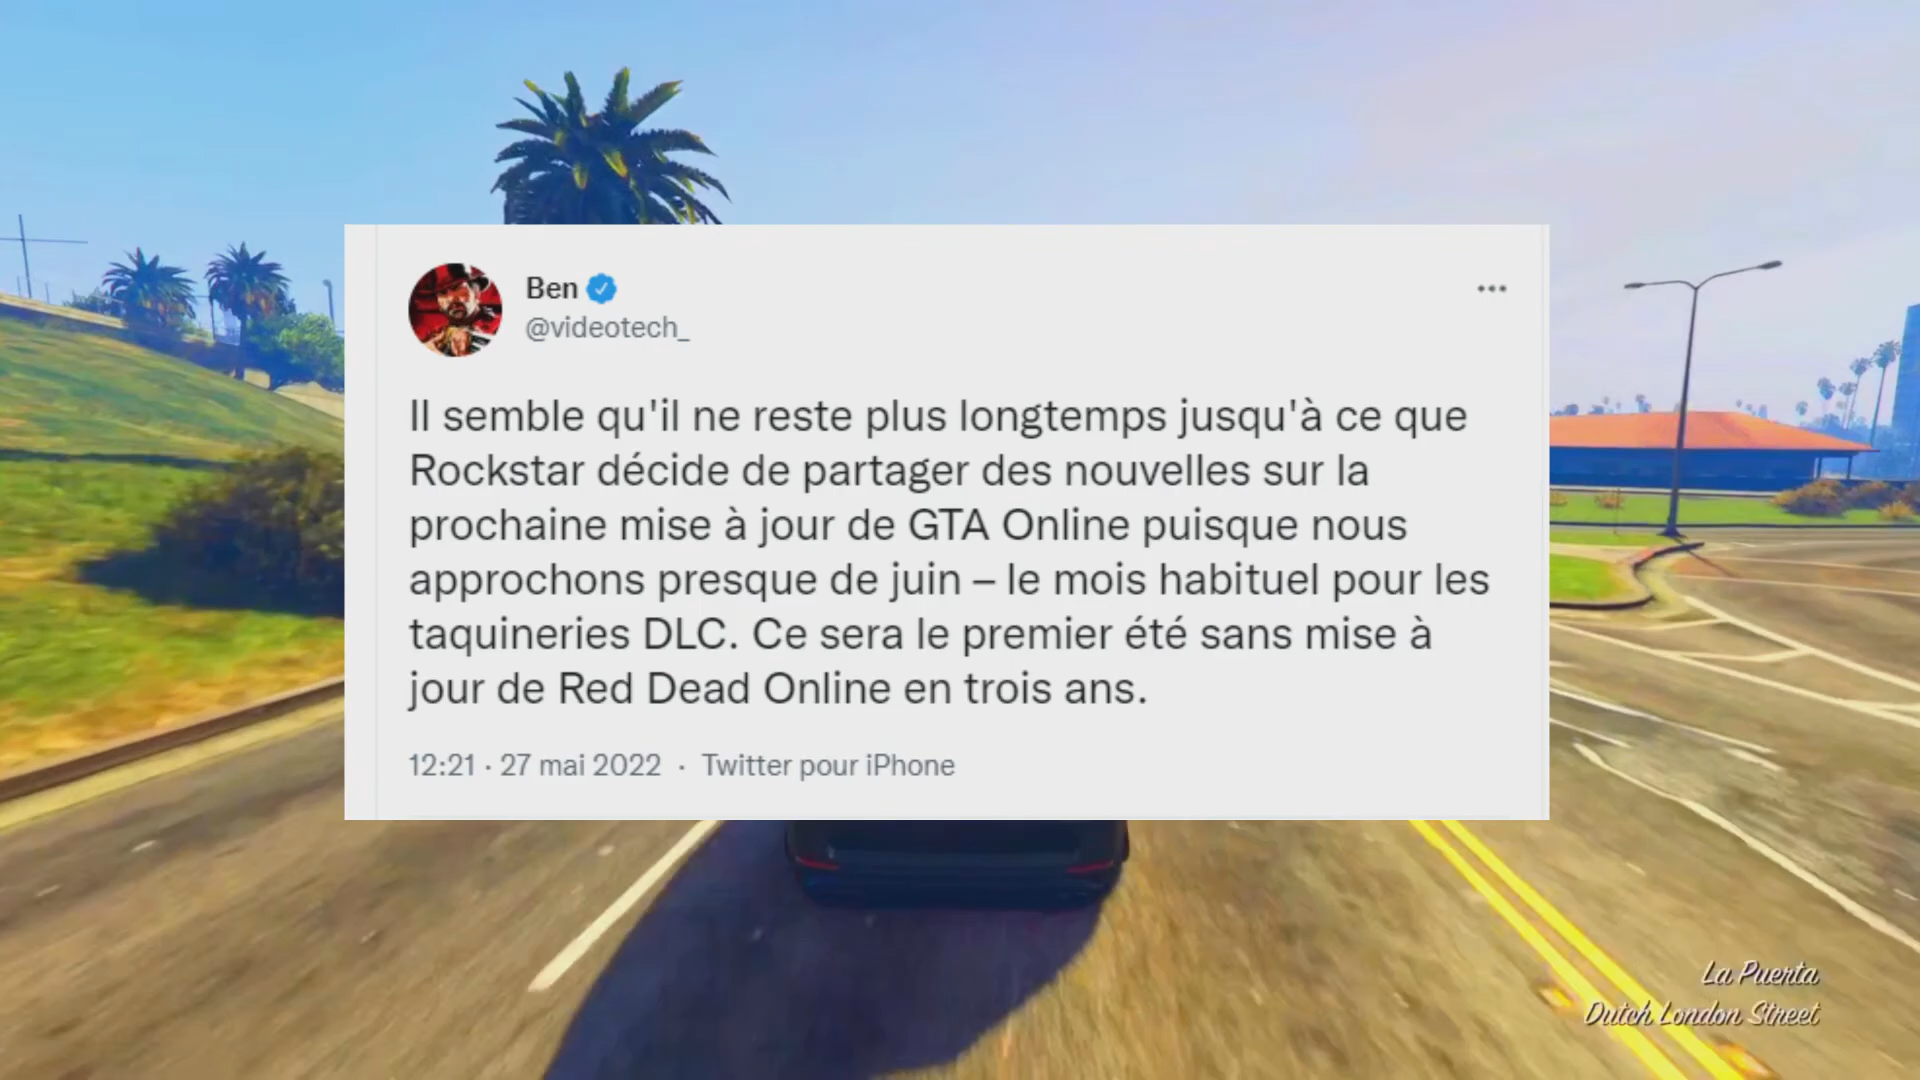 Ben
@videotech_
Il semble qu'il ne reste plus longtemps jusqu'à ce que
Rockstar décide de partager des nouvelles sur la
prochaine mise à jour de GTA Online puisque nous
approchons presque de juin – le mois habituel pour les
taquineries DLC. Ce sera le premier été sans mise à
jour de Red Dead Online en trois ans.
12:21 · 27 mai 2022 · Twitter pour iPhone
La Puerta
Dutch London Street